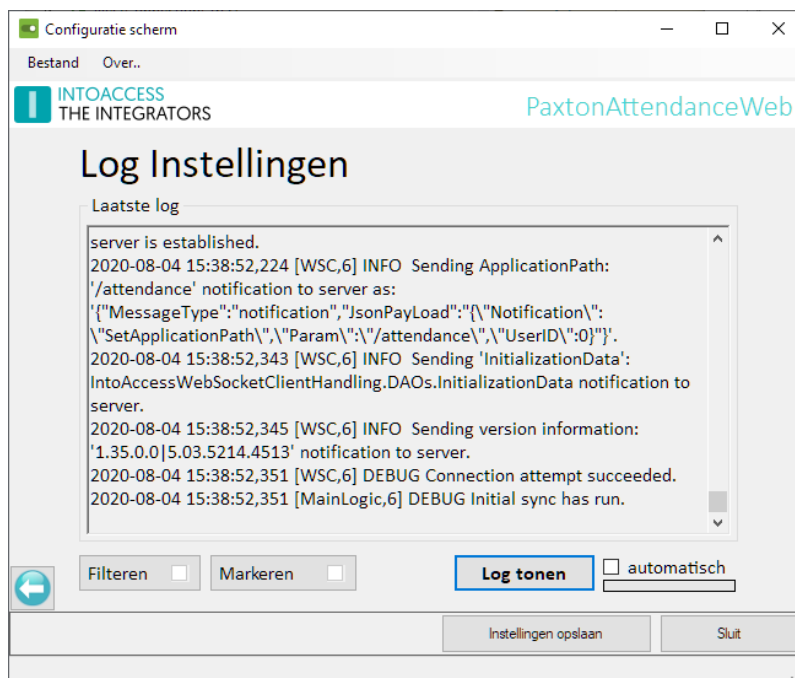 Configuratie scherm
Bestand Over..
INTOACCESS
THE INTEGRATORS
PaxtonAttendanceWeb
Log Instellingen
Laatste log
server is established.
2020-08-04 15:38:52,224 [WSC,6] INFO  Sending ApplicationPath:
'/attendance' notification to server as:
'{"MessageType":"notification","JsonPayLoad":"{\"Notification\":
\"SetApplicationPath\",\"Param\":\"/attendance\",\"UserID\":0}"}'.
2020-08-04 15:38:52,343 [WSC,6] INFO  Sending 'InitializationData':
IntoAccessWebSocketClientHandling.DAOs.InitializationData notification to
server.
2020-08-04 15:38:52,345 [WSC,6] INFO  Sending version information:
'1.35.0.0|5.03.5214.4513' notification to server.
2020-08-04 15:38:52,351 [WSC,6] DEBUG Connection attempt succeeded.
2020-08-04 15:38:52,351 [MainLogic,6] DEBUG Initial sync has run.
Filteren Markeren Log tonen automatisch
Instellingen opslaan Sluit